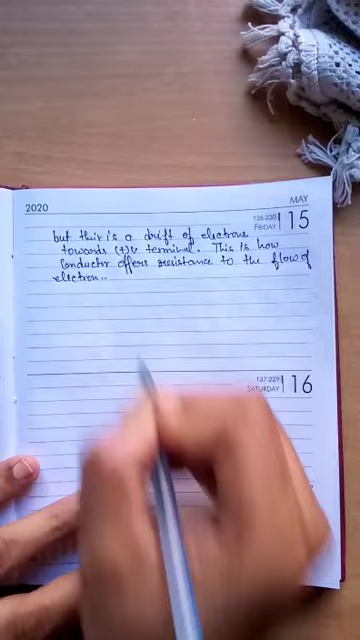 2020
MAY
136-230
FRIDAY
15
but this is a drift of electrons
towards (+)ve terminal. This is how
Conductor offers resistance to the flow of
electron..
137-229
SATURDAY
16